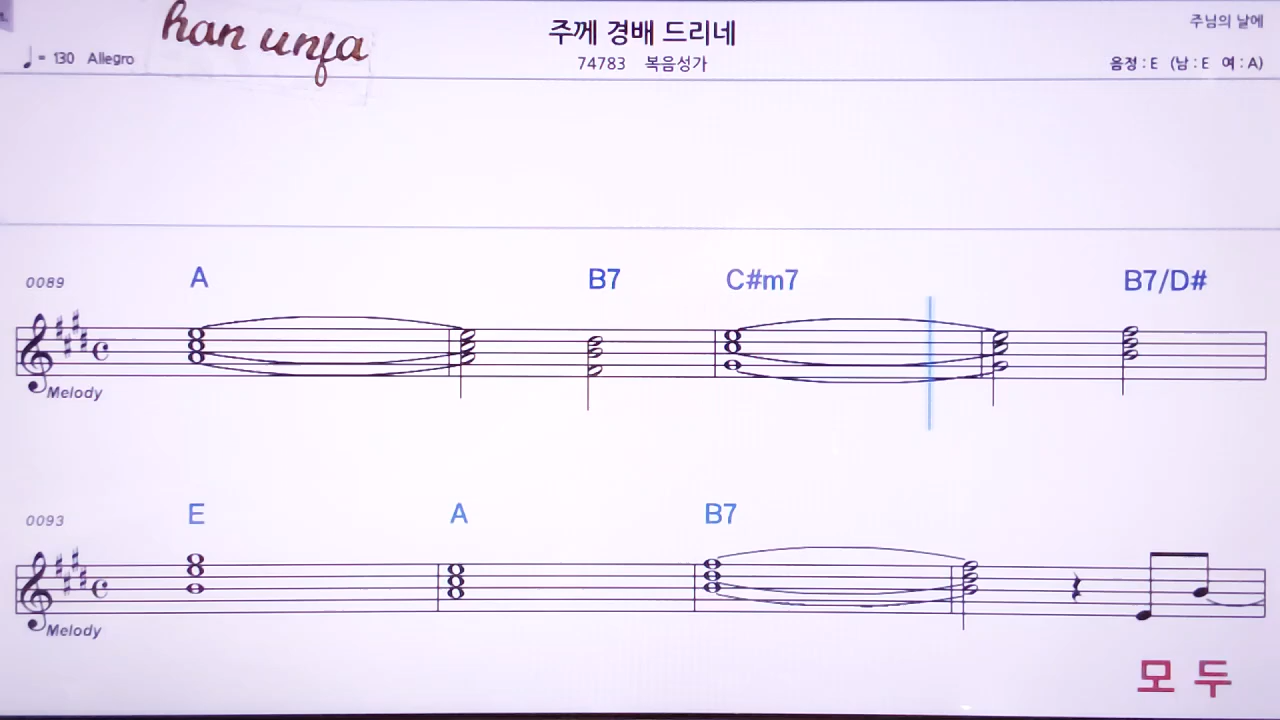 han unfa
주께 경배 드리네
주님의 날에
♩ = 130 Allegro
74783 복음성가
음정 : E (남 : E 여 : A)
0089
A B7 C#m7 B7/D#
Melody
0093
E A B7
Melody
모 두